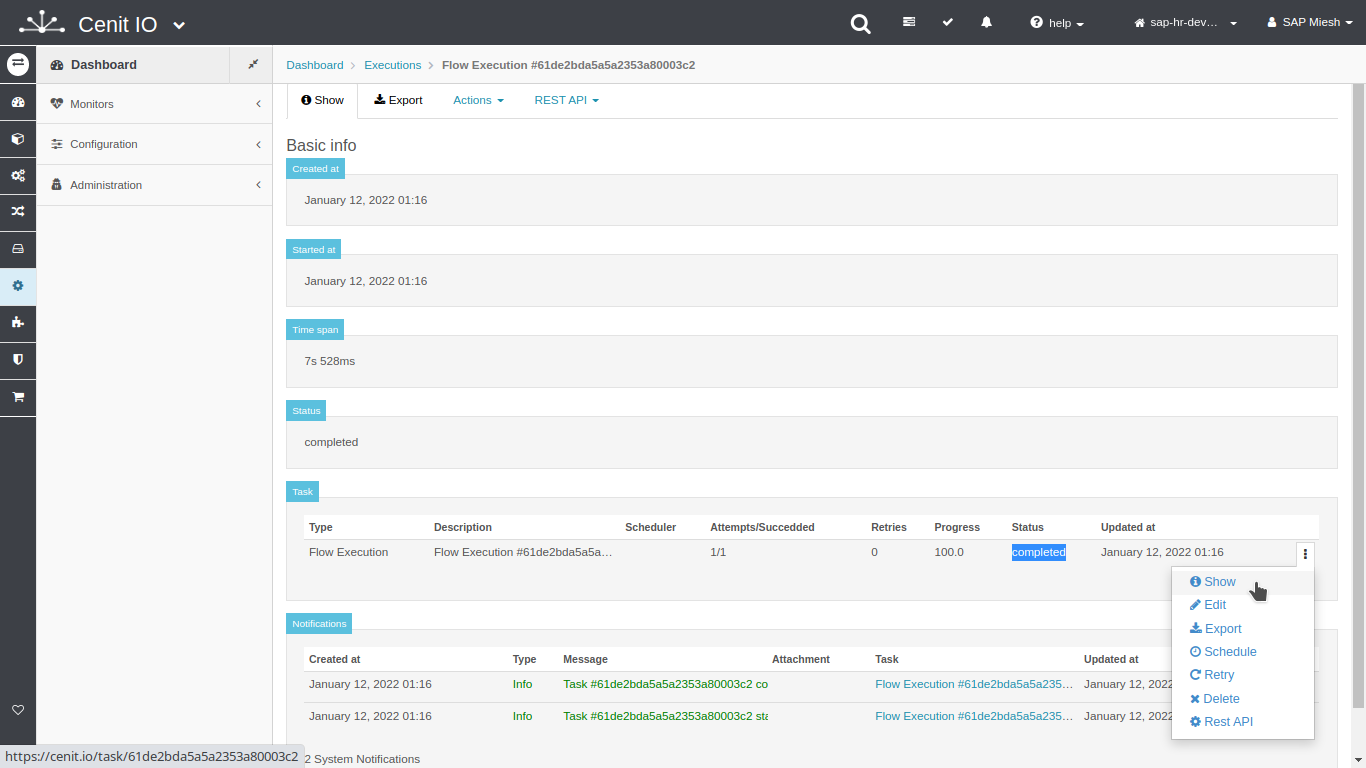 Cenit IO
help
sap-hr-dev...
SAP Miesh
Dashboard
Dashboard
Executions
Flow Execution #61de2bda5a5a2353a80003c2
Monitors
Configuration
Administration
Show
Export
Actions
REST API
Basic info
Created at
January 12, 2022 01:16
Started at
January 12, 2022 01:16
Time span
7s 528ms
Status
completed
Task
Type Description Scheduler Attempts/Succedded Retries Progress Status Updated at
Flow Execution Flow Execution #61de2bda5a5a... 1/1 0 100.0 completed January 12, 2022 01:16
Show
Edit
Export
Schedule
Retry
Delete
Rest API
Notifications
Created at Type Message Attachment Task Updated at
January 12, 2022 01:16 Info Task #61de2bda5a5a2353a80003c2 co Flow Execution #61de2bda5a5a235... January 12, 2022
January 12, 2022 01:16 Info Task #61de2bda5a5a2353a80003c2 sta Flow Execution #61de2bda5a5a235... January 12, 2022
2 System Notifications
https://cenit.io/task/61de2bda5a5a2353a80003c2